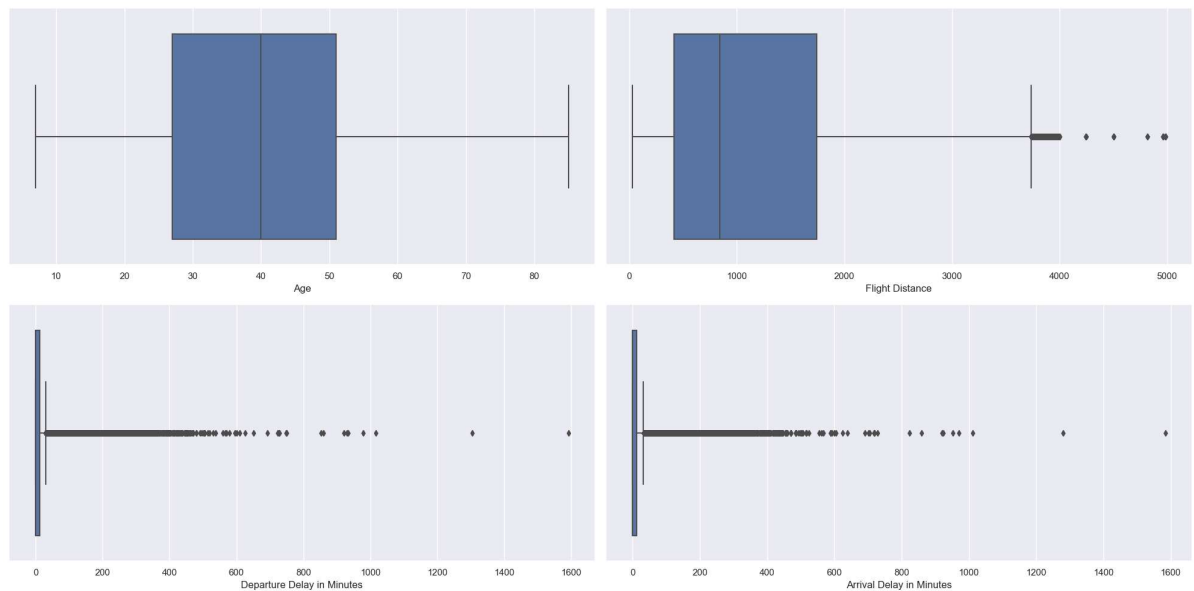 10 20 30 40 50 60 70 80
Age
0 1000 2000 3000 4000 5000
Flight Distance
0 200 400 600 800 1000 1200 1400 1600
Departure Delay in Minutes
0 200 400 600 800 1000 1200 1400 1600
Arrival Delay in Minutes